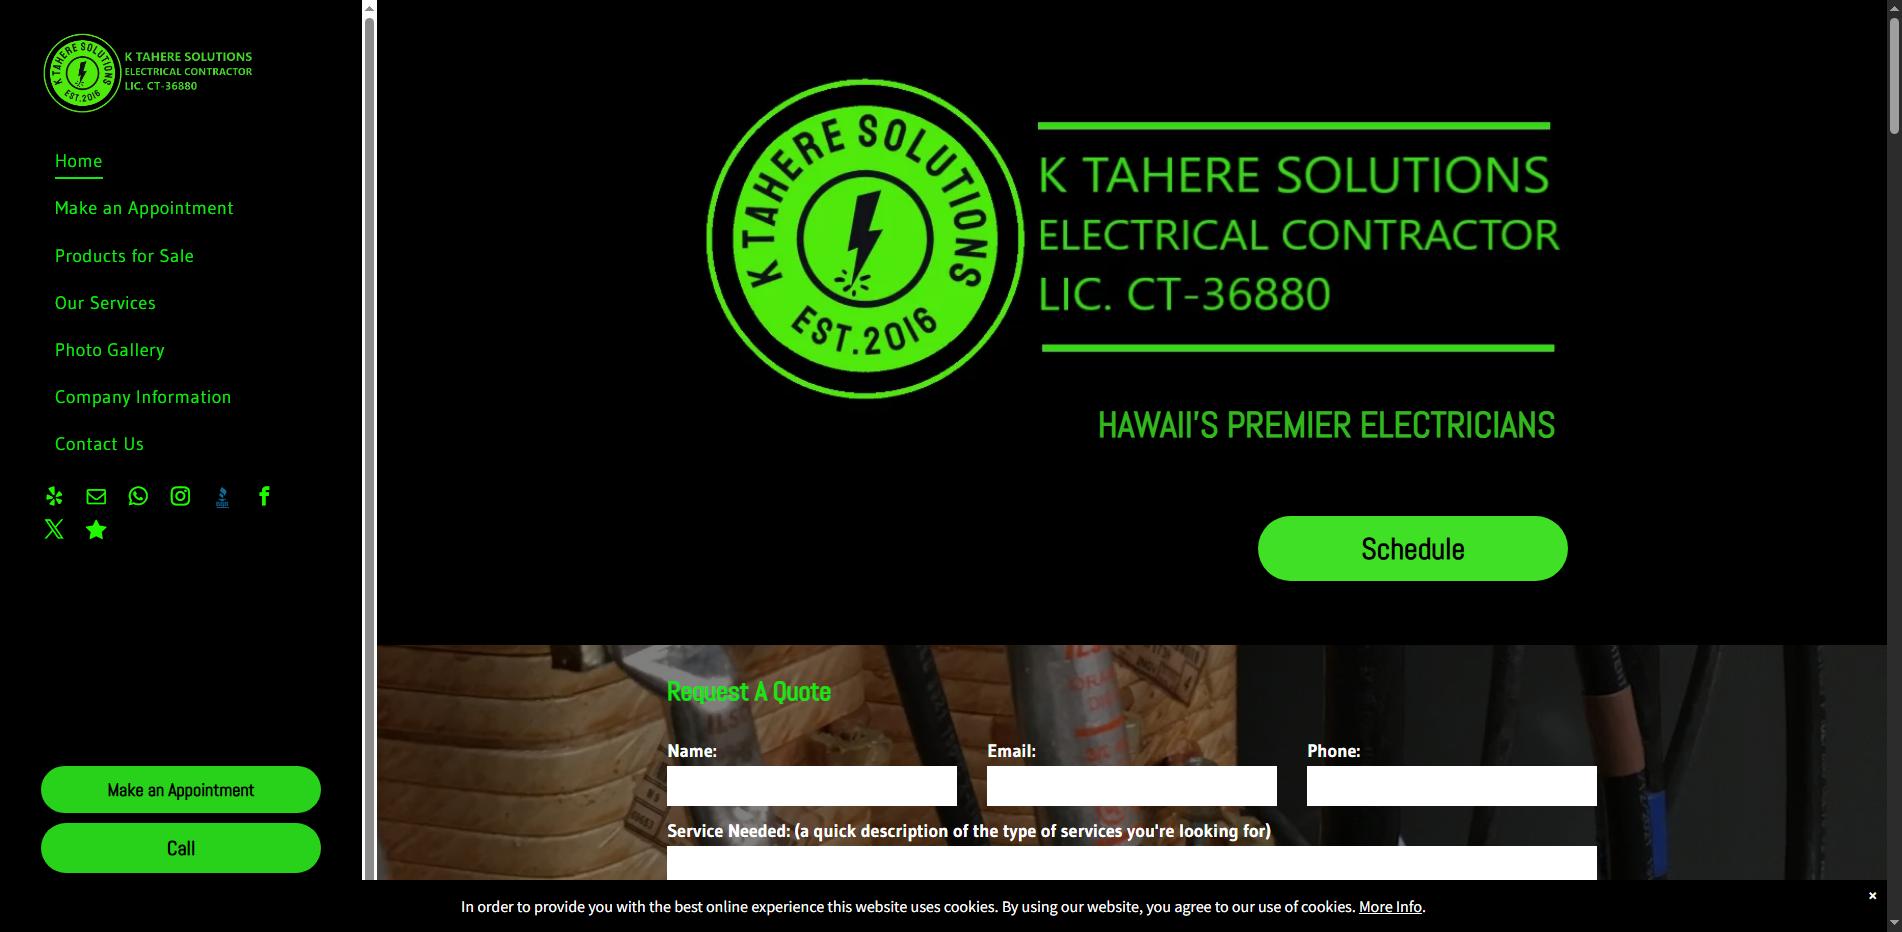 K TAHERE SOLUTIONS
EST.2016
K TAHERE SOLUTIONS
ELECTRICAL CONTRACTOR
LIC. CT-36880
Home
Make an Appointment
Products for Sale
Our Services
Photo Gallery
Company Information
Contact Us
Make an Appointment
Call
K TAHERE SOLUTIONS
EST.2016
K TAHERE SOLUTIONS
ELECTRICAL CONTRACTOR
LIC. CT-36880
HAWAII'S PREMIER ELECTRICIANS
Schedule
Request A Quote
Name:
Email:
Phone:
Service Needed: (a quick description of the type of services you're looking for)
In order to provide you with the best online experience this website uses cookies. By using our website, you agree to our use of cookies. More Info.
×